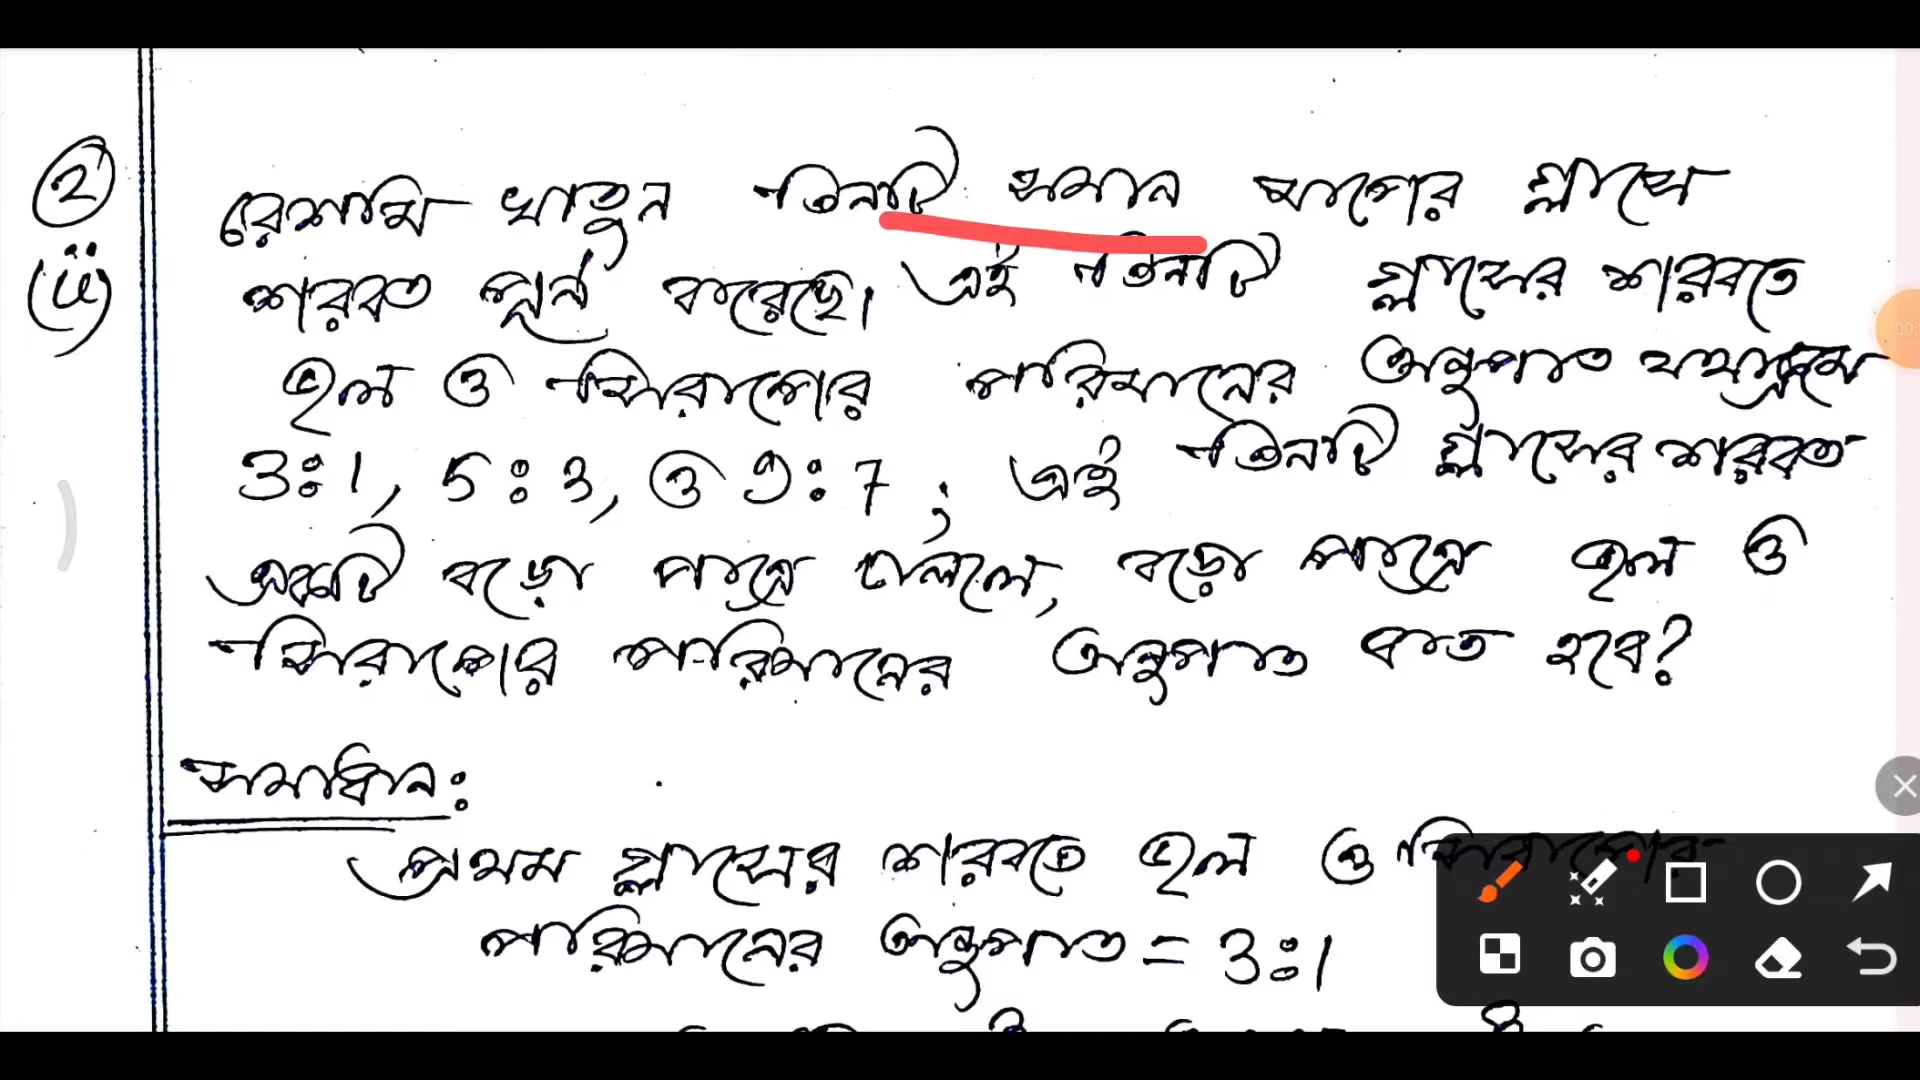 ২
(ii)
রেশমি খাতুন তিনটি সমান মাপের গ্লাসে
শরবত পূর্ন করেছে। এই তিনটি গ্লাসের শরবতে
জল ও সিরাপের পরিমানের অনুপাত যথাক্রমে
3:1, 5:3, ও 9:7; এই তিনটি গ্লাসের শরবত
একটি বড়ো পাত্রে ঢাললে, বড়ো পাত্রে জল ও
সিরাপের পরিমানের অনুপাত কত হবে?
সমাধান:
প্রথম গ্লাসের শরবতে জল ও সিরাপের
পরিমানের অনুপাত = 3:1